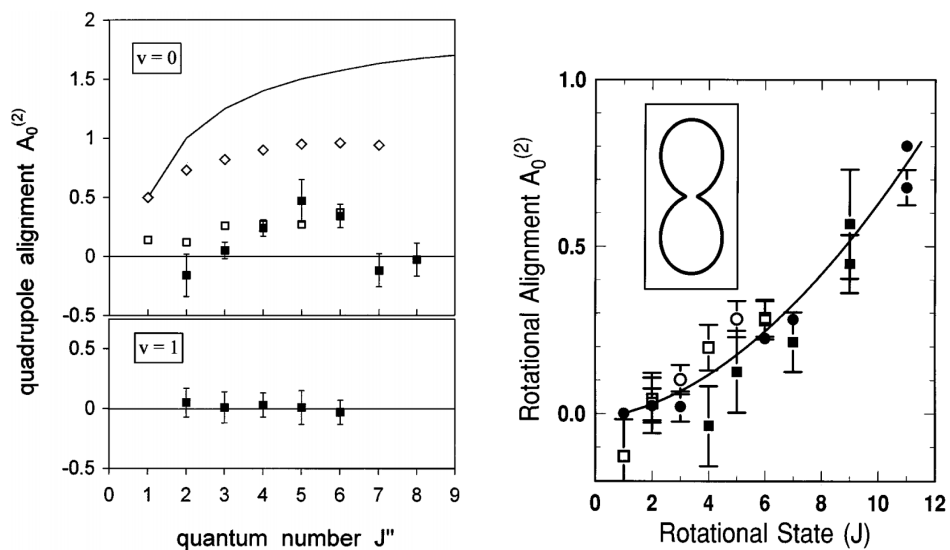 quadrupole alignment A₀⁽²⁾
2
1.5
1
0.5
0
-0.5
v = 0
0.5
0
-0.5
v = 1
0 1 2 3 4 5 6 7 8 9
quantum number J"
Rotational Alignment A₀⁽²⁾
1.0
0.5
0.0
0 2 4 6 8 10 12
Rotational State (J)